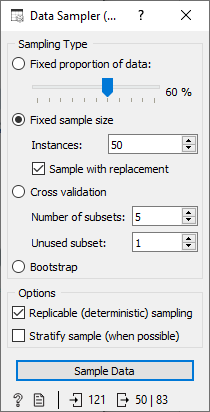 Data Sampler (...
Sampling Type
Fixed proportion of data:
60 %
Fixed sample size
Instances: 50
Sample with replacement
Cross validation
Number of subsets: 5
Unused subset: 1
Bootstrap
Options
Replicable (deterministic) sampling
Stratify sample (when possible)
Sample Data
? 121 50 | 83